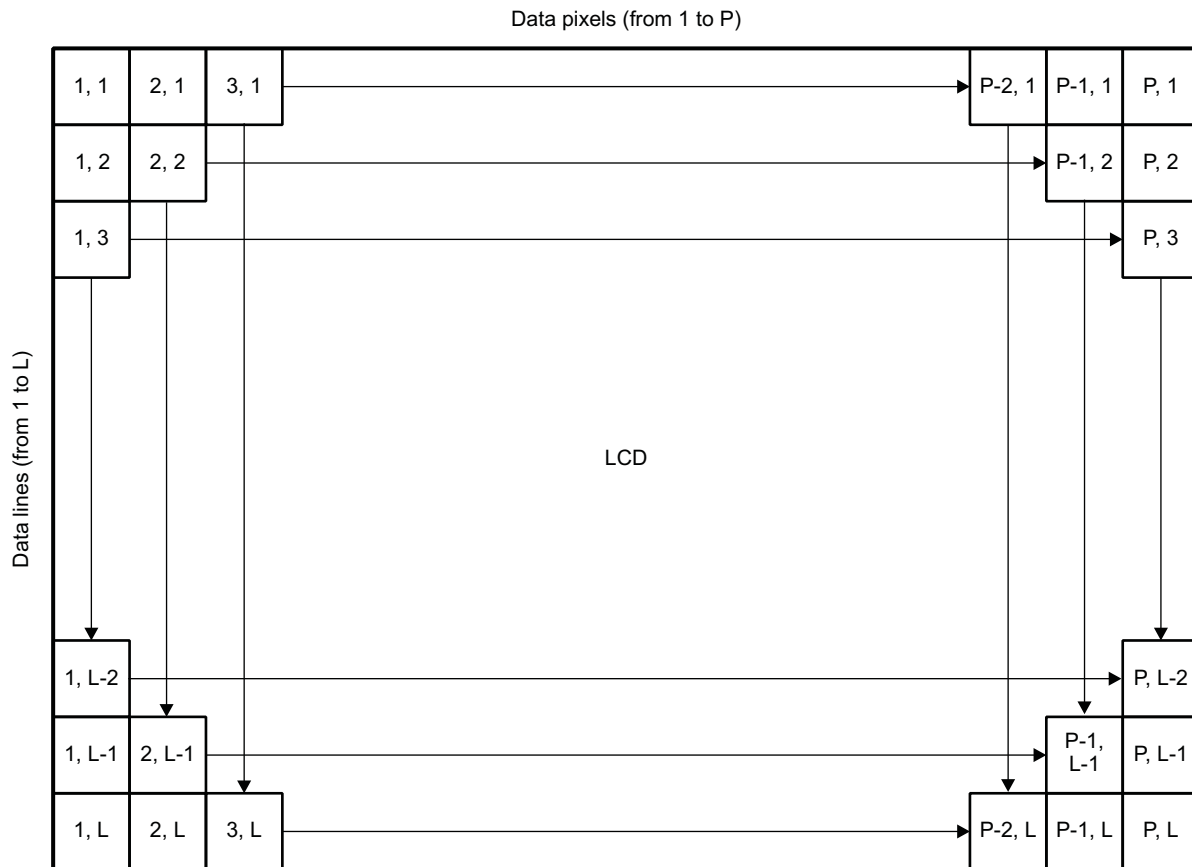 Data pixels (from 1 to P)
1, 1 2, 1 3, 1 P-2, 1 P-1, 1 P, 1
1, 2 2, 2 P-1, 2 P, 2
1, 3 P, 3
Data lines (from 1 to L)
LCD
1, L-2 P, L-2
1, L-1 2, L-1 P-1,
L-1 P, L-1
1, L 2, L 3, L P-2, L P-1, L P, L